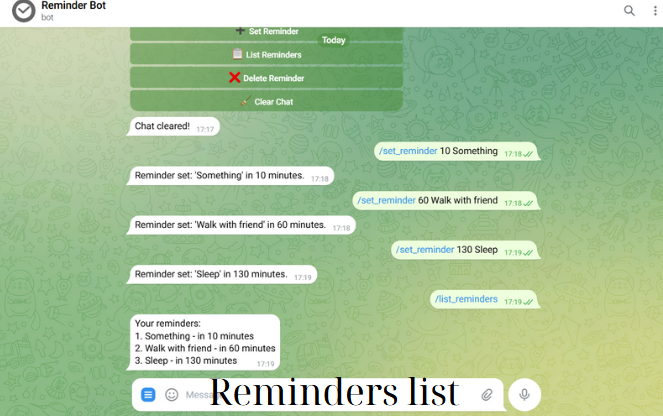 Reminder Bot
bot
Set Reminder
Today
List Reminders
Delete Reminder
Clear Chat
Chat cleared! 17:17
/set_reminder 10 Something 17:18
Reminder set: 'Something' in 10 minutes. 17:18
/set_reminder 60 Walk with friend 17:18
Reminder set: 'Walk with friend' in 60 minutes. 17:18
/set_reminder 130 Sleep 17:19
Reminder set: 'Sleep' in 130 minutes. 17:19
/list_reminders 17:19
Your reminders:
1. Something - in 10 minutes
2. Walk with friend - in 60 minutes
3. Sleep - in 130 minutes 17:19
Reminders list